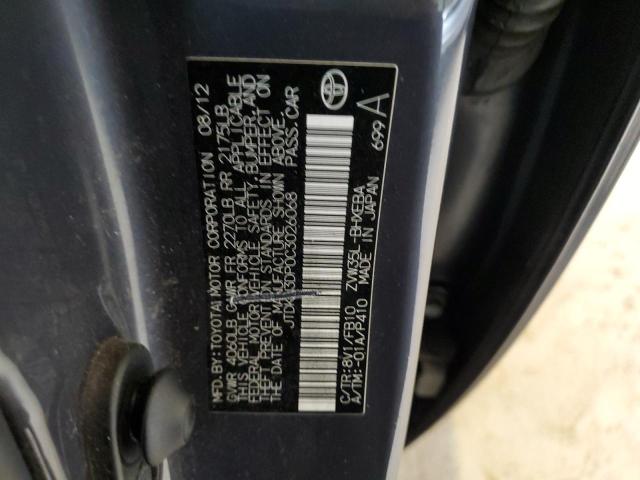 MFD. BY: TOYOTA MOTOR CORPORATION 08/12
GVWR 4060LB GAWR FR 2270LB RR 2175LB
THIS VEHICLE CONFORMS TO ALL APPLICABLE
FEDERAL MOTOR VEHICLE SAFETY, BUMPER, AND
THEFT PREVENTION STANDARDS IN EFFECT ON
THE DATE OF MANUFACTURE SHOWN ABOVE.
PASS. CAR
C/TR: 8V1/FB10 ZVW35L-BHXEBA
A/TM: -01A/P410 MADE IN JAPAN
699 A